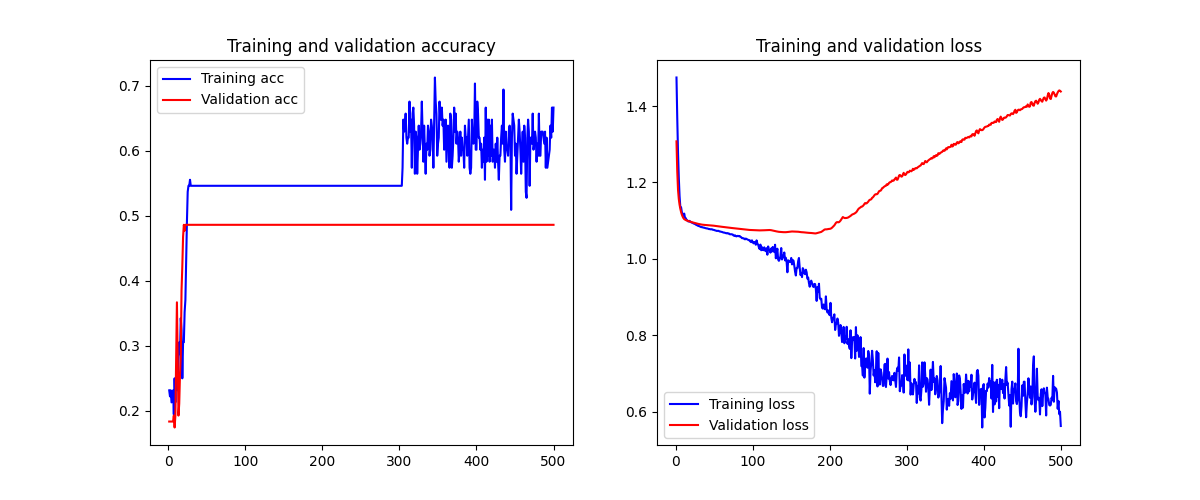 Training and validation accuracy
Training acc
Validation acc
0.7
0.6
0.5
0.4
0.3
0.2
0 100 200 300 400 500
Training and validation loss
1.4
1.2
1.0
0.8
0.6
Training loss
Validation loss
0 100 200 300 400 500